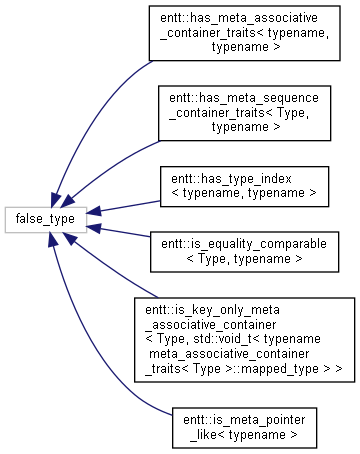 entt::has_meta_associative
_container_traits< typename,
typename >
entt::has_meta_sequence
_container_traits< Type,
typename >
entt::has_type_index
< typename, typename >
false_type
entt::is_equality_comparable
< Type, typename >
entt::is_key_only_meta
_associative_container
< Type, std::void_t< typename
meta_associative_container
_traits< Type >::mapped_type > >
entt::is_meta_pointer
_like< typename >